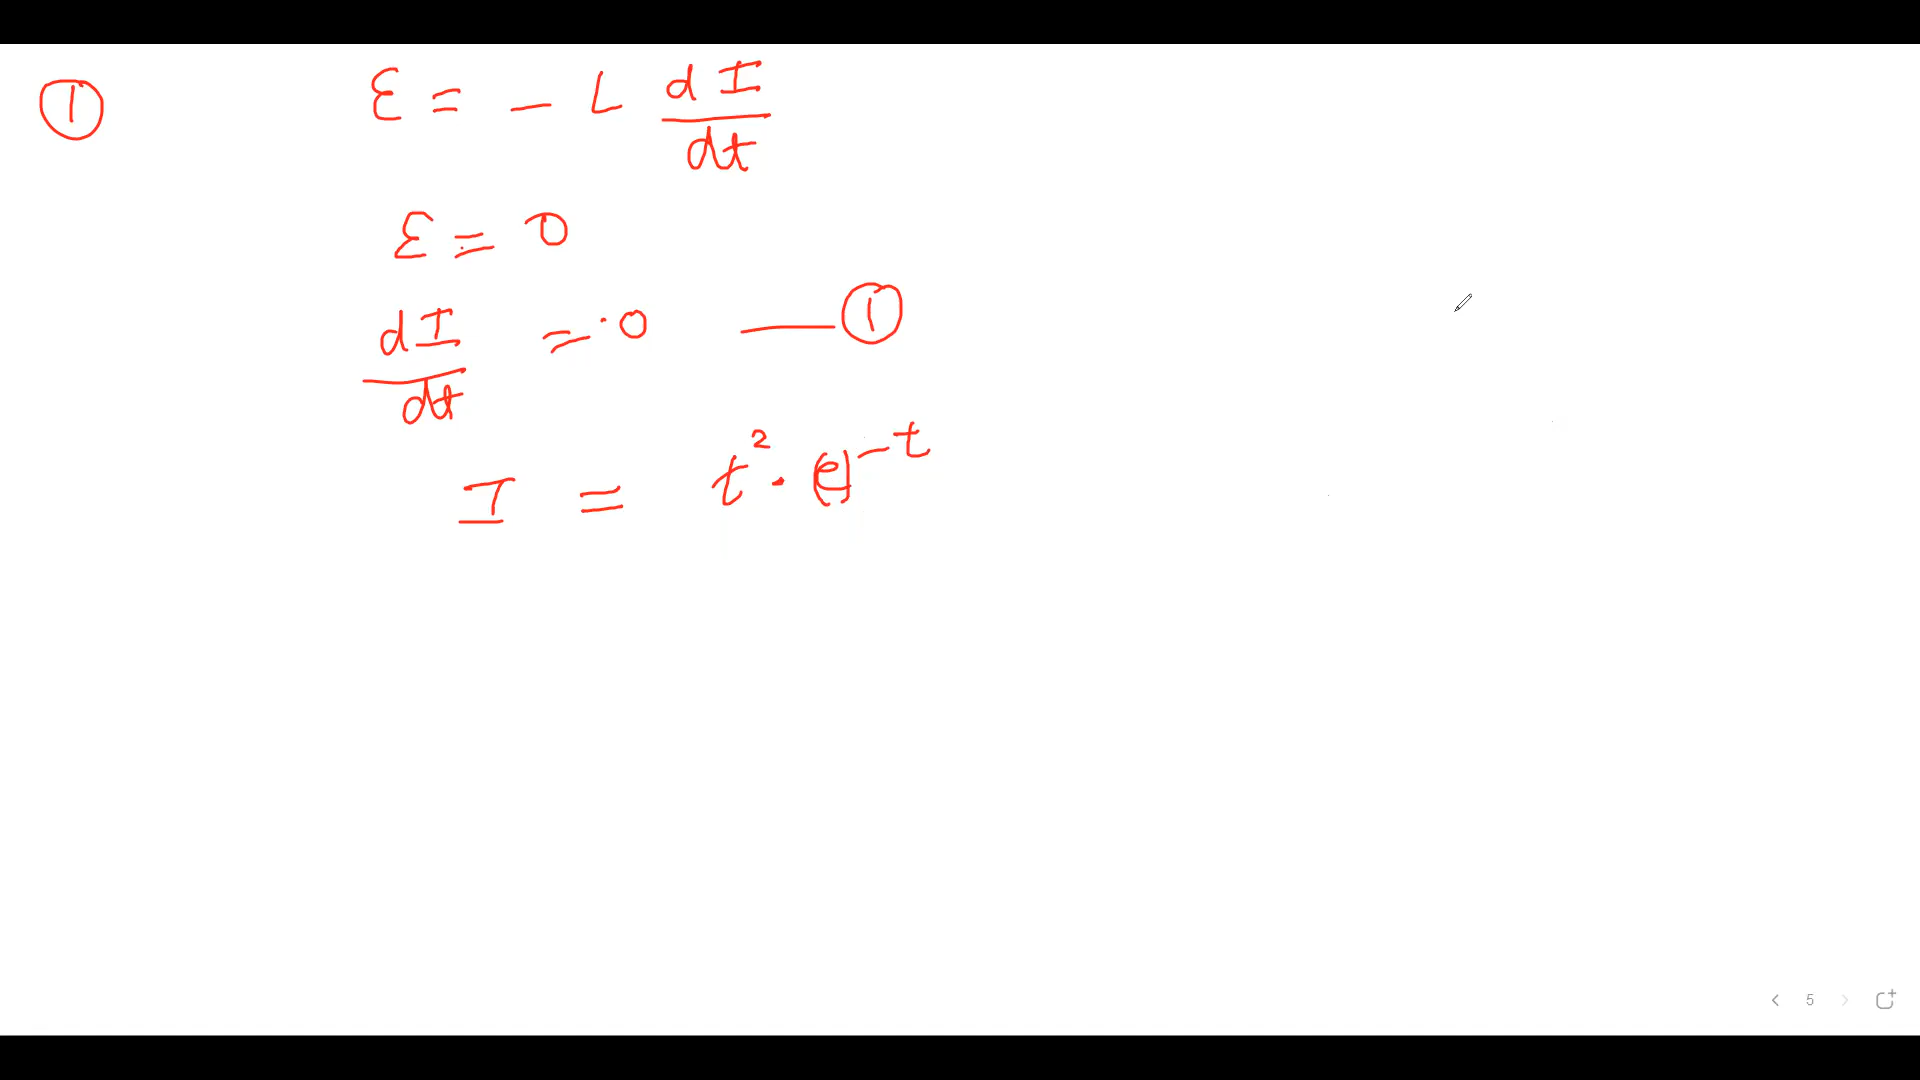 ① ε = - L dI/dt
ε = 0
dI/dt = 0 —— ①
I = t² · (e)^-t
5